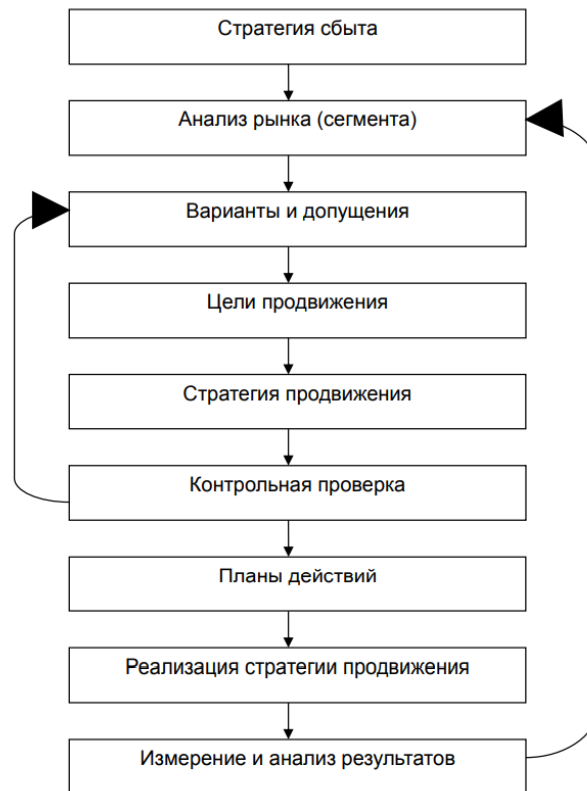 Стратегия сбыта
Анализ рынка (сегмента)
Варианты и допущения
Цели продвижения
Стратегия продвижения
Контрольная проверка
Планы действий
Реализация стратегии продвижения
Измерение и анализ результатов